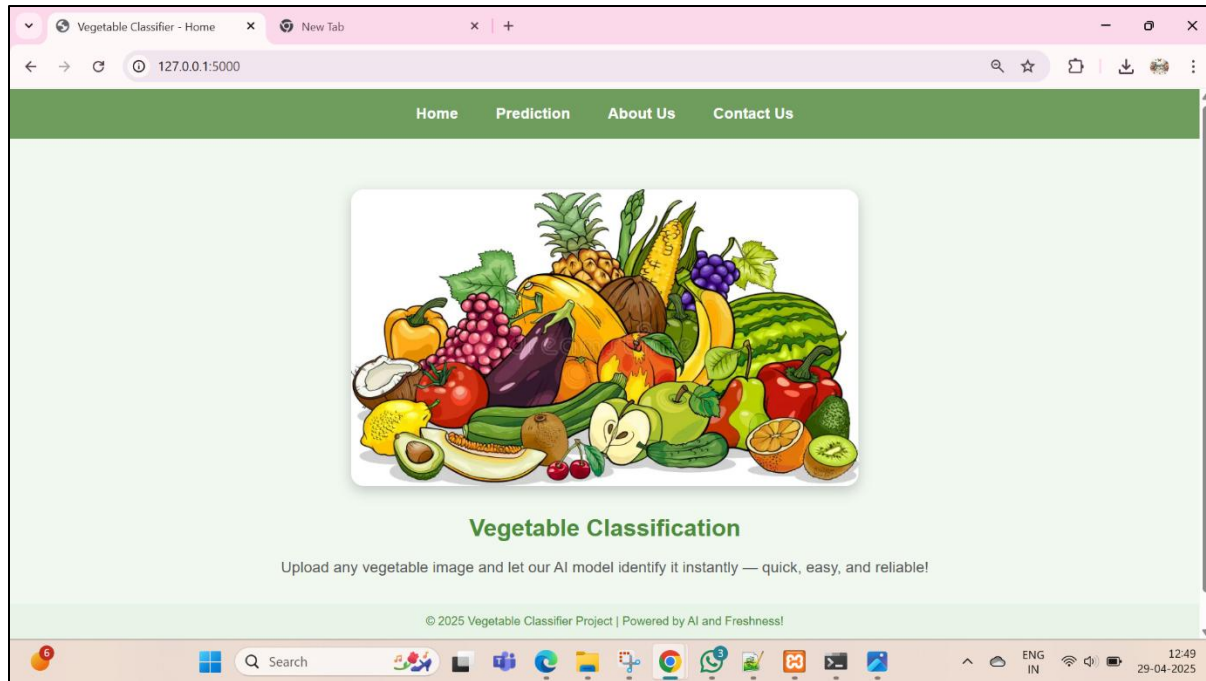 Vegetable Classifier - Home
New Tab
127.0.0.1:5000
Home Prediction About Us Contact Us
Vegetable Classification
Upload any vegetable image and let our AI model identify it instantly — quick, easy, and reliable!
© 2025 Vegetable Classifier Project | Powered by AI and Freshness!
6
Search
3
ENG
IN
12:49
29-04-2025